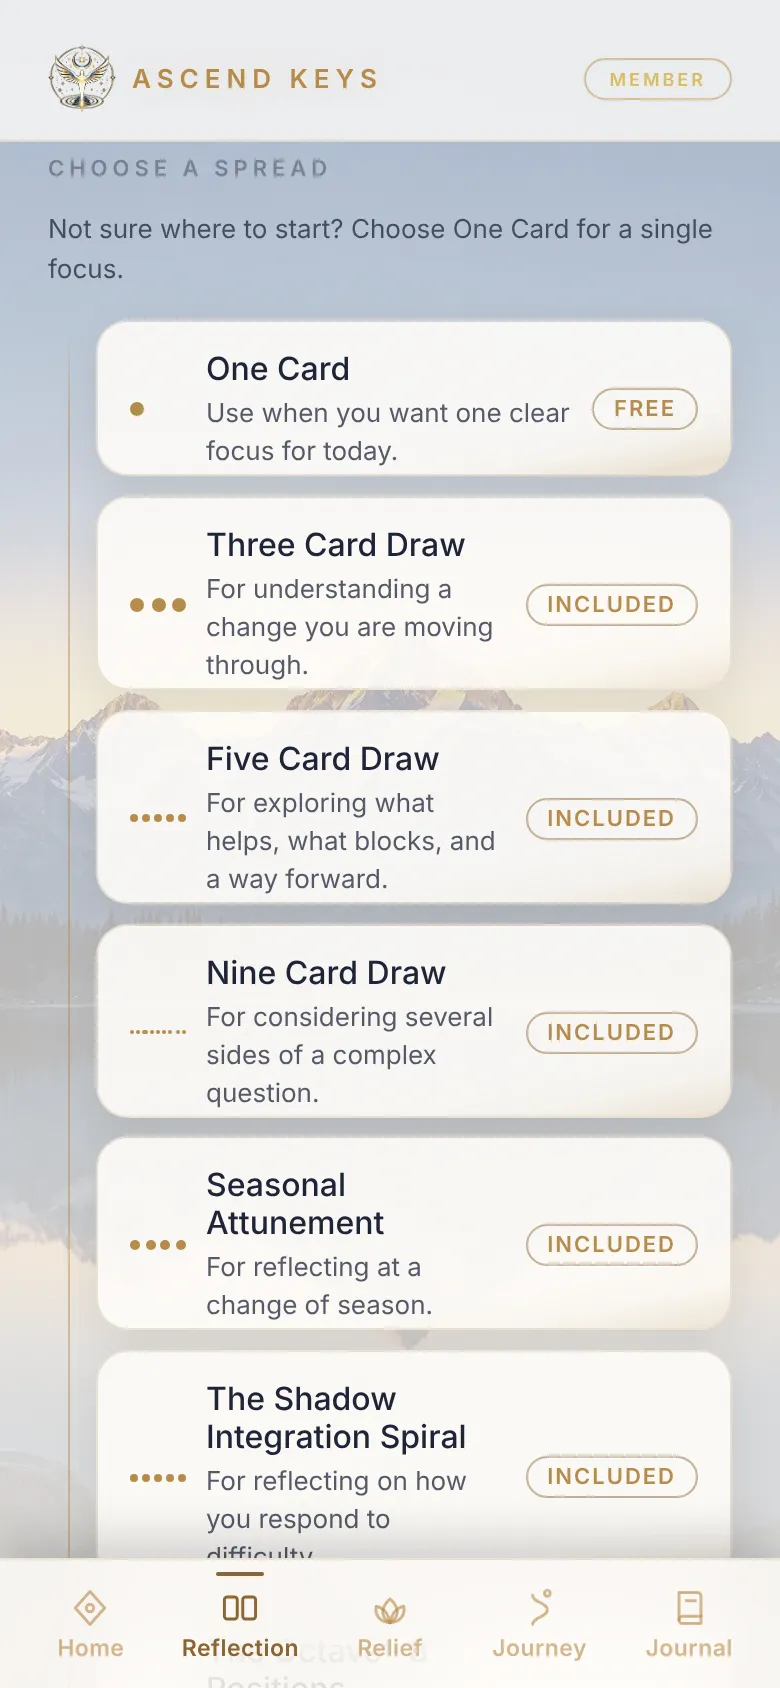 ASCEND KEYS
MEMBER
CHOOSE A SPREAD
Not sure where to start? Choose One Card for a single
focus.
One Card
Use when you want one clear
focus for today.
FREE
Three Card Draw
For understanding a
change you are moving
through.
INCLUDED
Five Card Draw
For exploring what
helps, what blocks, and
a way forward.
INCLUDED
Nine Card Draw
For considering several
sides of a complex
question.
INCLUDED
Seasonal
Attunement
For reflecting at a
change of season.
INCLUDED
The Shadow
Integration Spiral
For reflecting on how
you respond to
difficulty.
INCLUDED
Home
Reflection
Relief
Journey
Journal
Positions